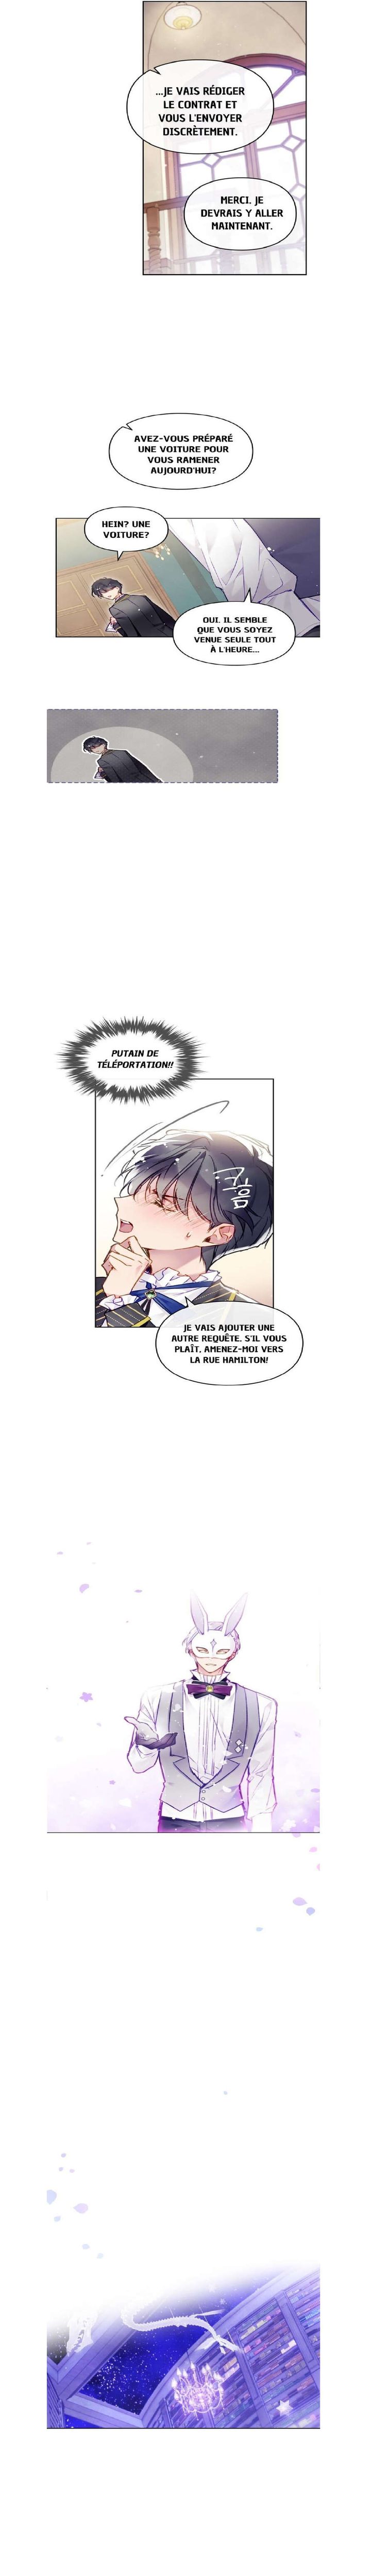 ...JE VAIS RÉDIGER
LE CONTRAT ET
VOUS L'ENVOYER
DISCRÈTEMENT.
MERCI. JE
DEVRAIS Y ALLER
MAINTENANT.
AVEZ-VOUS PRÉPARÉ
UNE VOITURE POUR
VOUS RAMENER
AUJOURD'HUI?
HEIN? UNE
VOITURE?
OUI. IL SEMBLE
QUE VOUS SOYEZ
VENUE SEULE TOUT
À L'HEURE...
PUTAIN DE
TÉLÉPORTATION!!
JE VAIS AJOUTER UNE
AUTRE REQUÊTE. S'IL VOUS
PLAÎT, AMENEZ-MOI VERS
LA RUE HAMILTON!